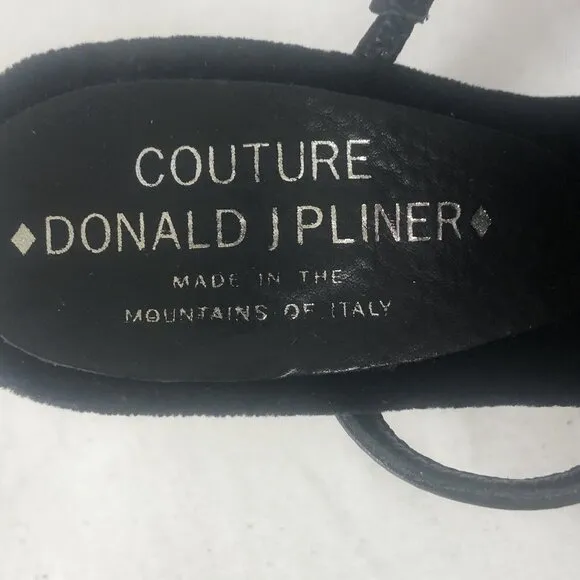 COUTURE
♦DONALD J PLINER♦
MADE IN THE
MOUNTAINS OF ITALY